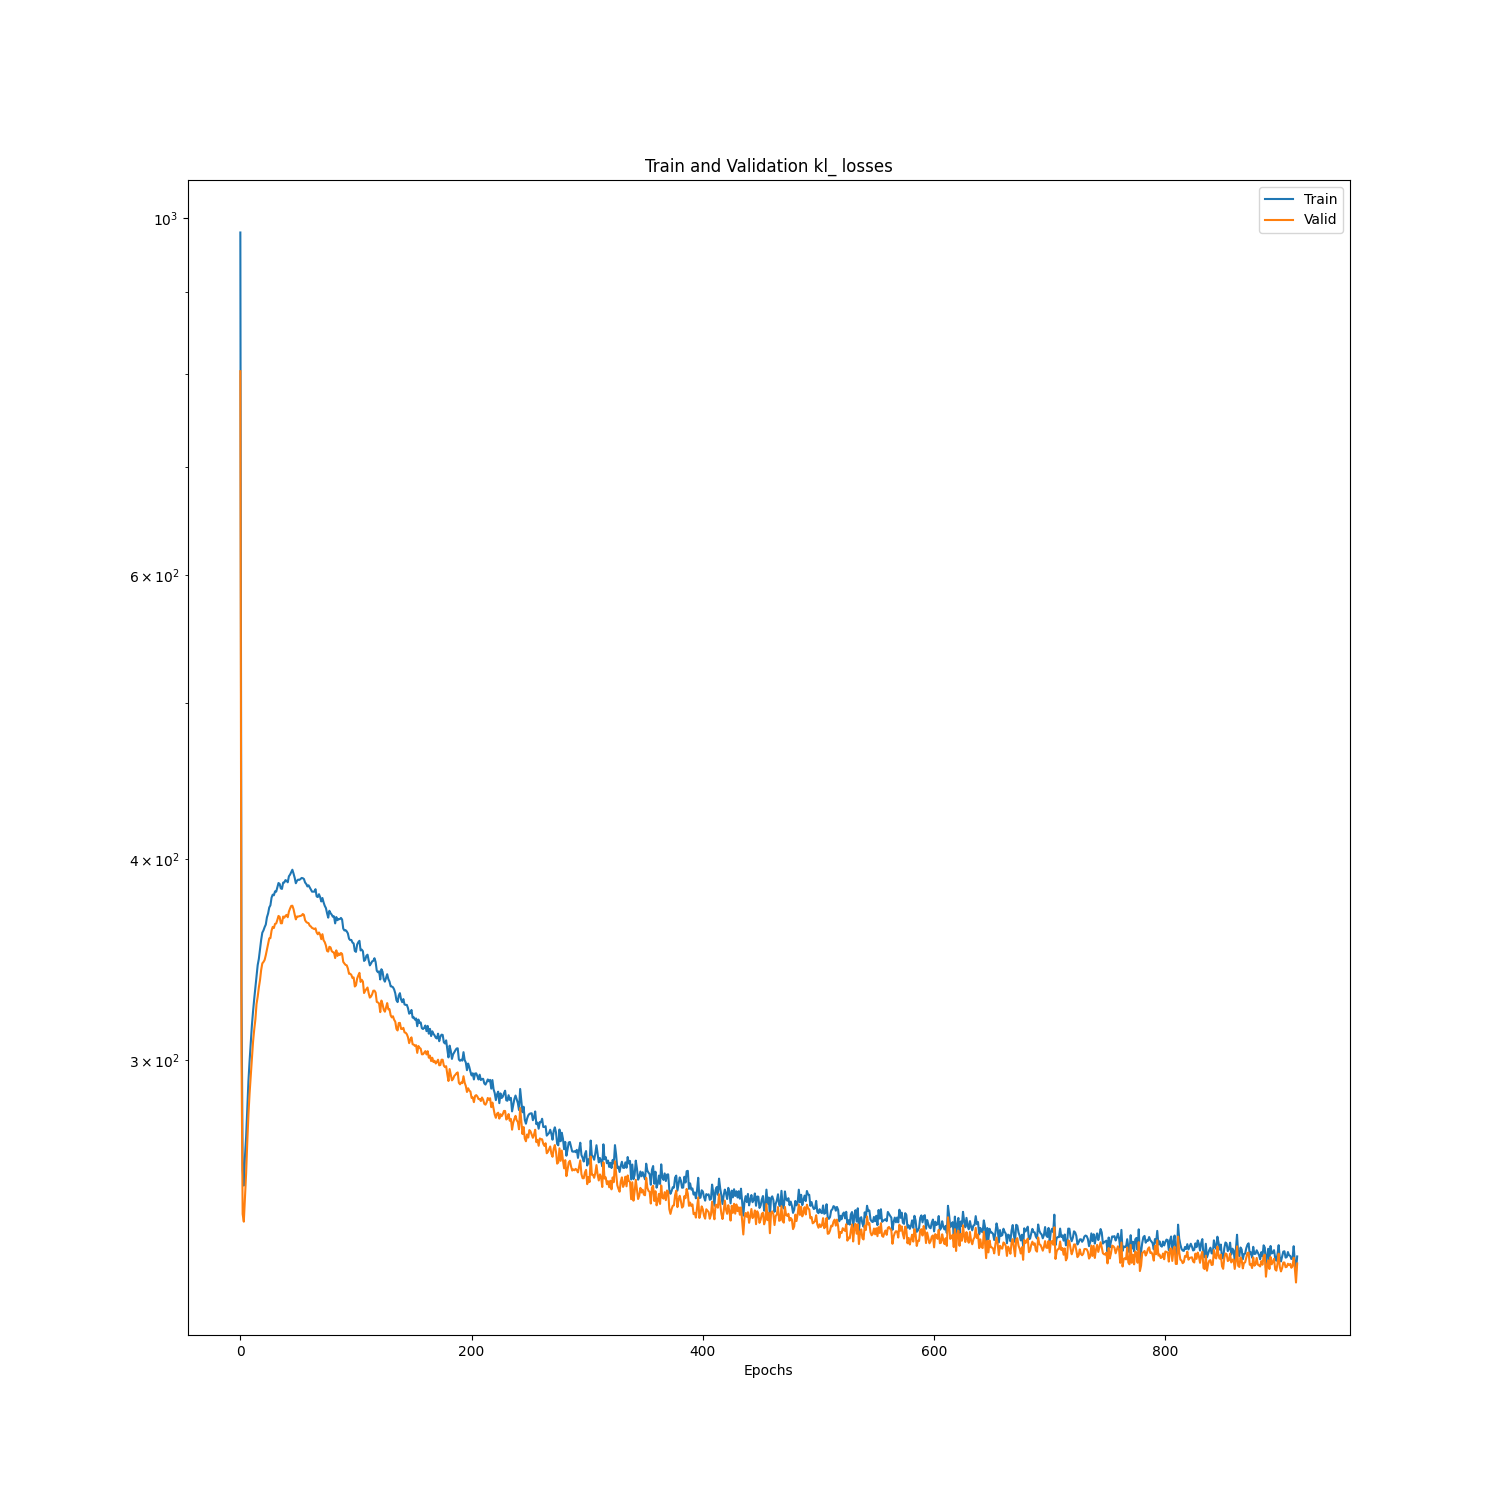 Train and Validation kl_ losses
10³
Train
Valid
6 × 10²
4 × 10²
3 × 10²
0 200 400 600 800
Epochs